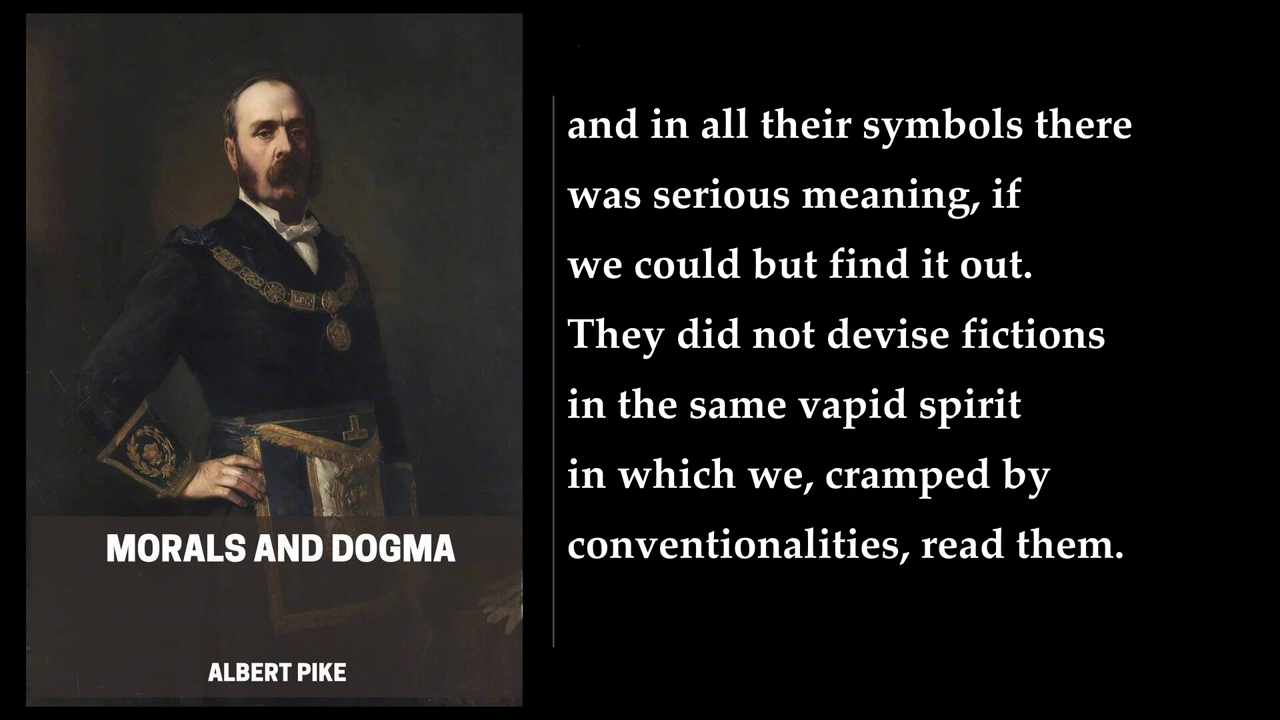 MORALS AND DOGMA
ALBERT PIKE
and in all their symbols there
was serious meaning, if
we could but find it out.
They did not devise fictions
in the same vapid spirit
in which we, cramped by
conventionalities, read them.